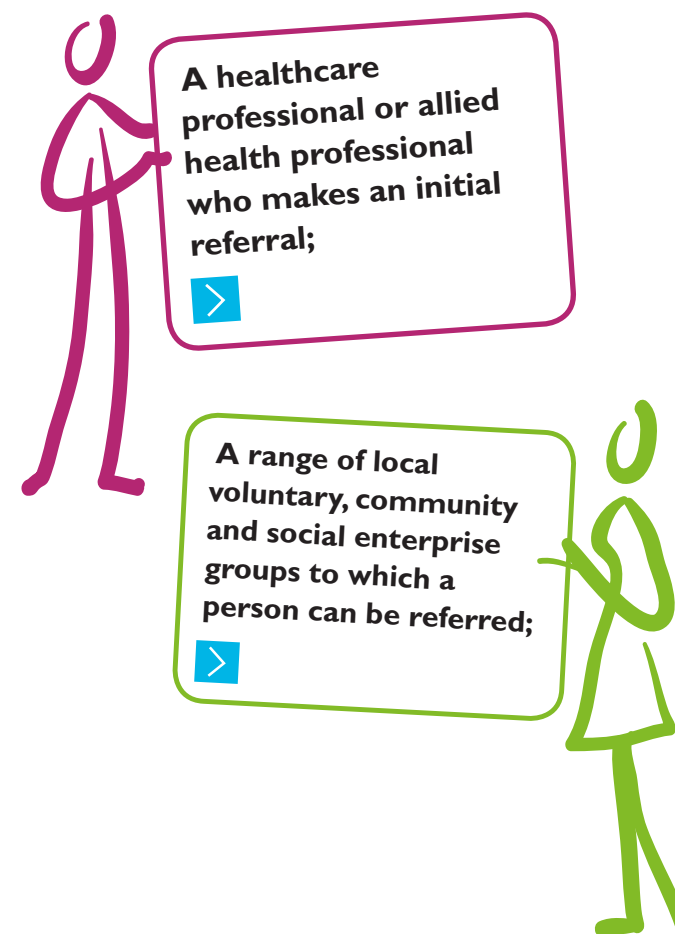 A healthcare
professional or allied
health professional
who makes an initial
referral;
A range of local
voluntary, community
and social enterprise
groups to which a
person can be referred;